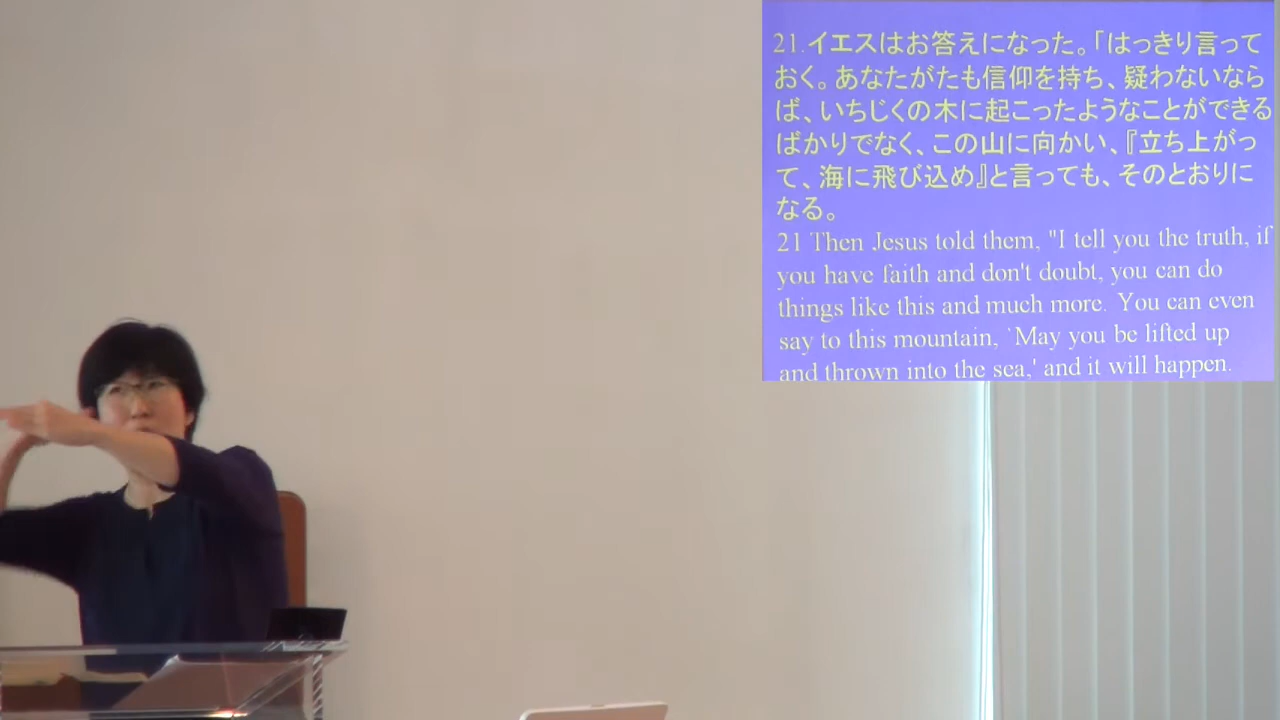 21.イエスはお答えになった。「はっきり言って
おく。あなたがたも信仰を持ち、疑わないなら
ば、いちじくの木に起こったようなことができる
ばかりでなく、この山に向かい、『立ち上がっ
て、海に飛び込め』と言っても、そのとおりに
なる。
21 Then Jesus told them, "I tell you the truth, if
you have faith and don't doubt, you can do
things like this and much more. You can even
say to this mountain, `May you be lifted up
and thrown into the sea,' and it will happen.